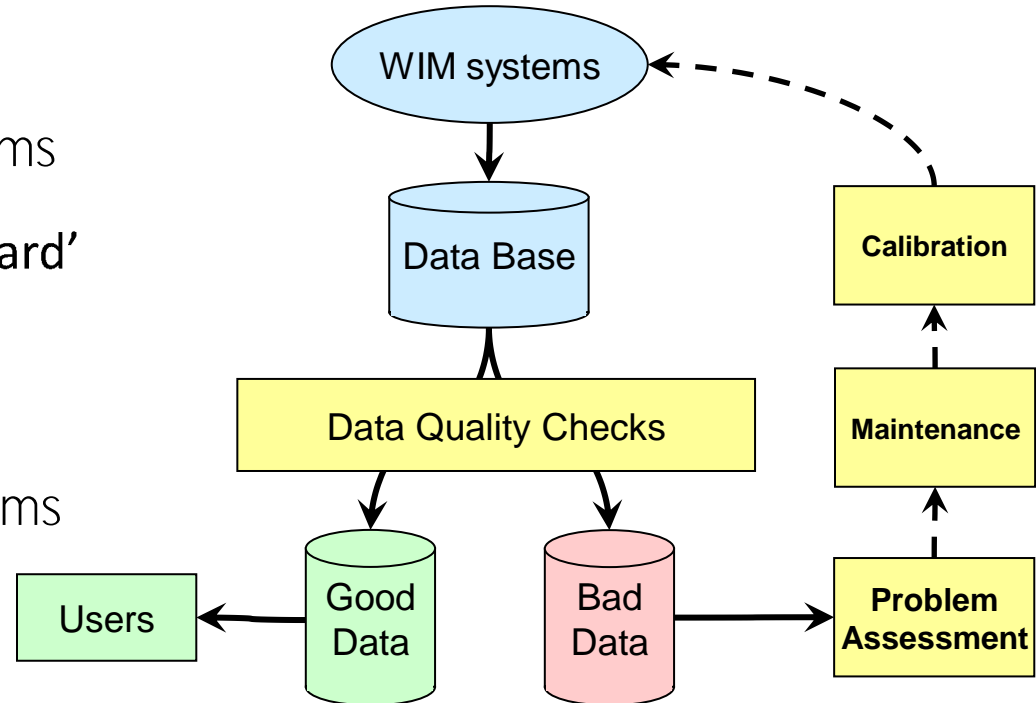 WIM systems
ms
ard’
Data Base
Calibration
Data Quality Checks
Maintenance
ms
Users
Good
Data
Bad
Data
Problem
Assessment